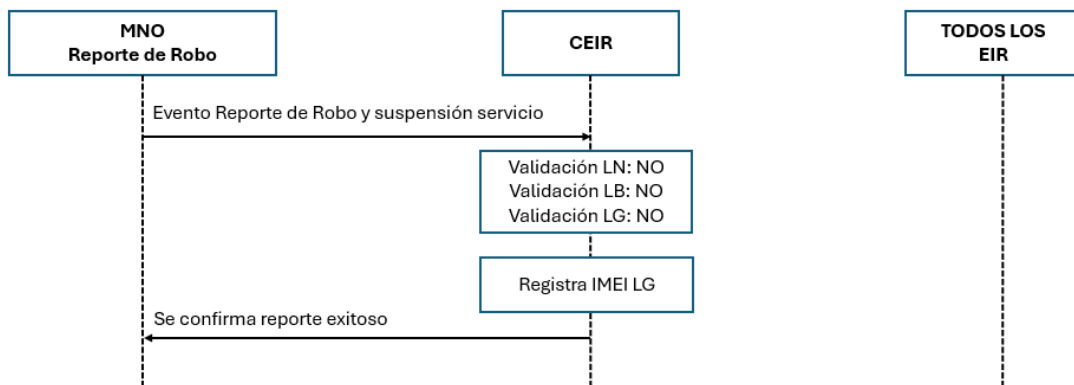 MNO
Reporte de Robo
CEIR
TODOS LOS
EIR
Evento Reporte de Robo y suspensión servicio
Validación LN: NO
Validación LB: NO
Validación LG: NO
Registra IMEI LG
Se confirma reporte exitoso